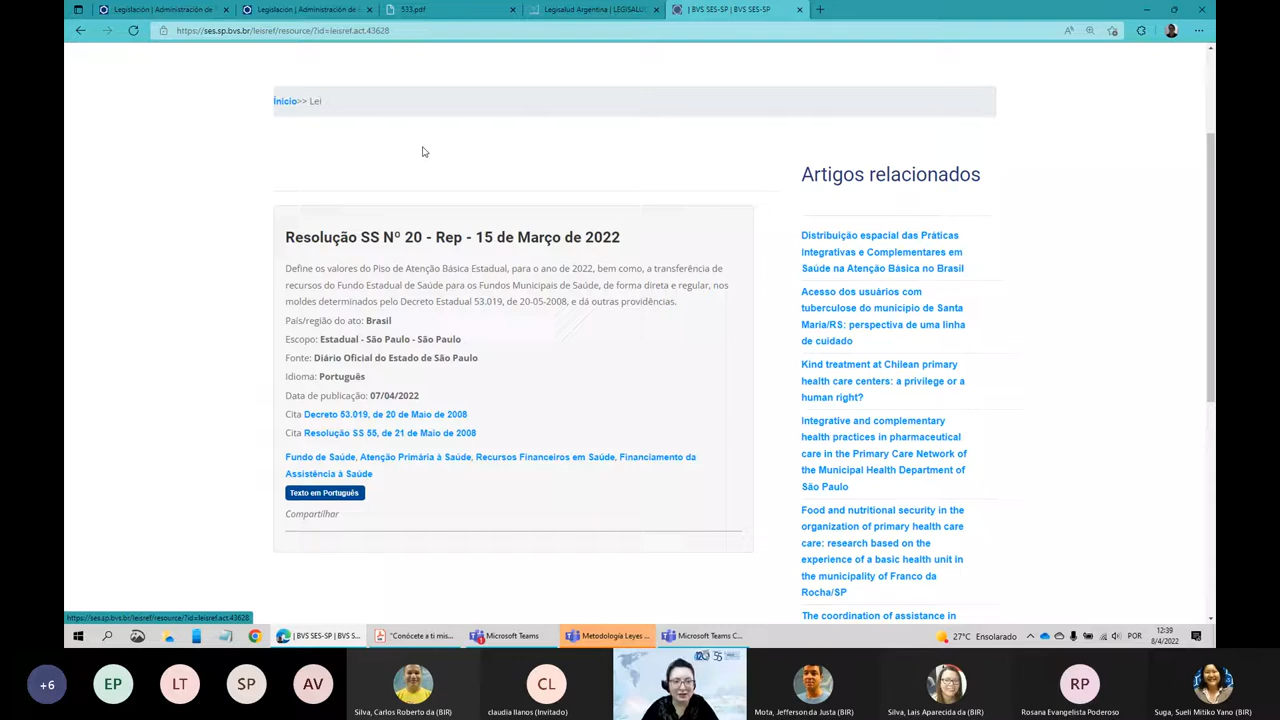 Legislación | Administración de
Legislación | Administración de
533.pdf
Legisalud Argentina | LEGISALU
| BVS SES-SP | BVS SES-SP
https://ses.sp.bvs.br/leisref/resource/?id=leisref.act.43628
Ínicio>> Lei
Resolução SS Nº 20 - Rep - 15 de Março de 2022
Define os valores do Piso de Atenção Básica Estadual, para o ano de 2022, bem como, a transferência de
recursos do Fundo Estadual de Saúde para os Fundos Municipais de Saúde, de forma direta e regular, nos
moldes determinados pelo Decreto Estadual 53.019, de 20-05-2008, e dá outras providências.
País/região do ato: Brasil
Escopo: Estadual - São Paulo - São Paulo
Fonte: Diário Oficial do Estado de São Paulo
Idioma: Português
Data de publicação: 07/04/2022
Cita Decreto 53.019, de 20 de Maio de 2008
Cita Resolução SS 55, de 21 de Maio de 2008
Fundo de Saúde, Atenção Primária à Saúde, Recursos Financeiros em Saúde, Financiamento da
Assistência à Saúde
Texto em Português
Compartilhar
Artigos relacionados
Distribuição espacial das Práticas
Integrativas e Complementares em
Saúde na Atenção Básica no Brasil
Acesso dos usuários com
tuberculose do município de Santa
Maria/RS: perspectiva de uma linha
de cuidado
Kind treatment at Chilean primary
health care centers: a privilege or a
human right?
Integrative and complementary
health practices in pharmaceutical
care in the Primary Care Network of
the Municipal Health Department of
São Paulo
Food and nutritional security in the
organization of primary health care
care: research based on the
experience of a basic health unit in
the municipality of Franco da
Rocha/SP
The coordination of assistance in
https://ses.sp.bvs.br/leisref/resource/?id=leisref.act.43628
| BVS SES-SP | BVS S...
"Conócete a ti mis...
Microsoft Teams
Metodología Leyes ...
Microsoft Teams C...
27°C Ensolarado
POR
12:39
8/4/2022
+6
EP
LT
SP
AV
Silva, Carlos Roberto da (BIR)
CL
claudia llanos (Invitado)
Mota, Jefferson da Justa (BIR)
Silva, Lais Aparecida da (BIR)
RP
Rosana Evangelista Poderoso
Suga, Sueli Mitiko Yano (BIR)